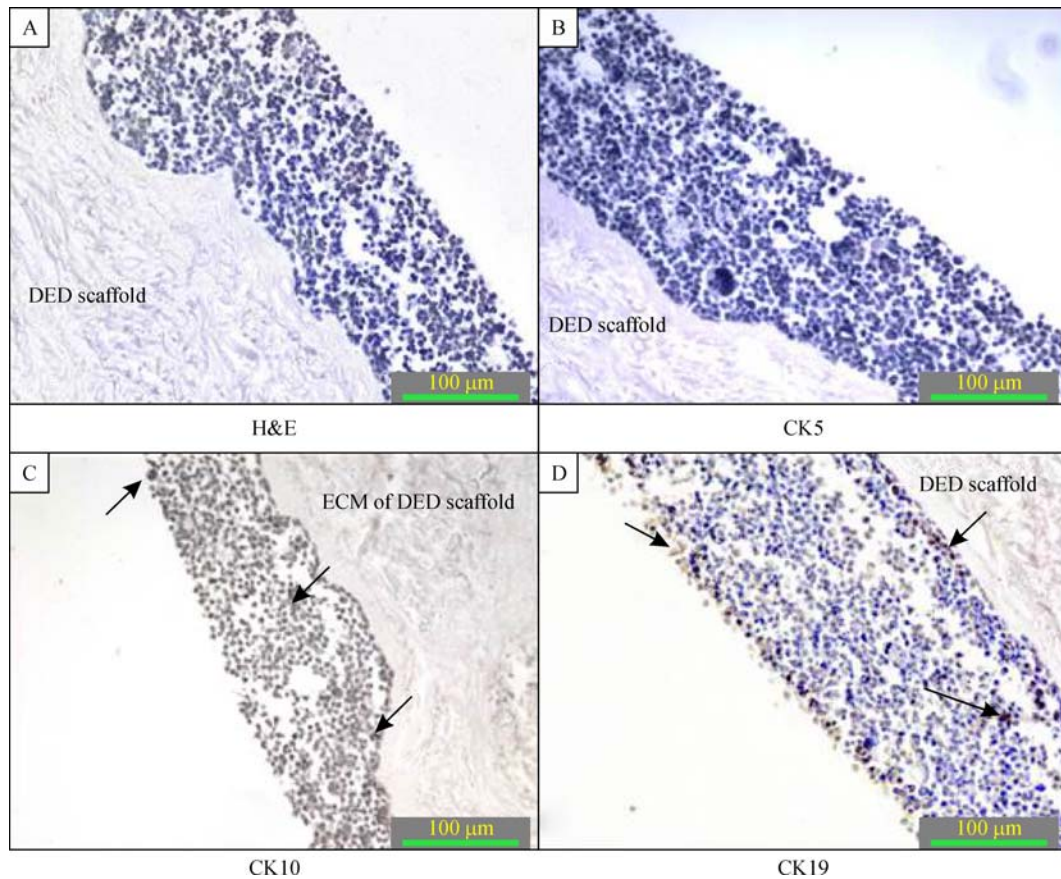 A
DED scaffold
100 µm
H&E
B
DED scaffold
100 µm
CK5
C
ECM of DED scaffold
100 µm
CK10
D
DED scaffold
100 µm
CK19